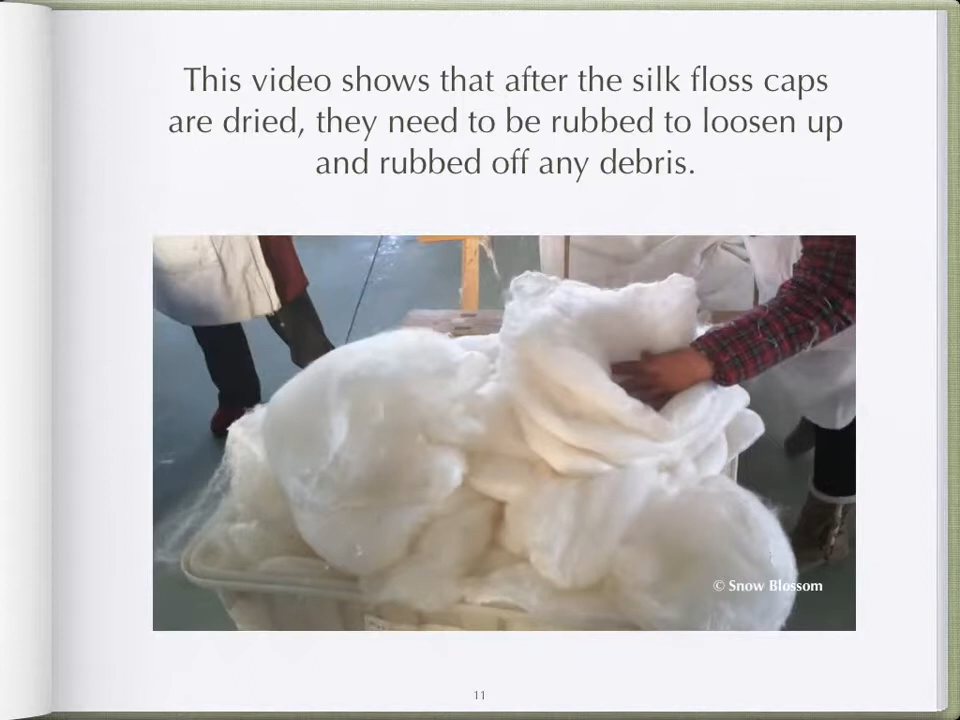 This video shows that after the silk floss caps
are dried, they need to be rubbed to loosen up
and rubbed off any debris.
© Snow Blossom
11